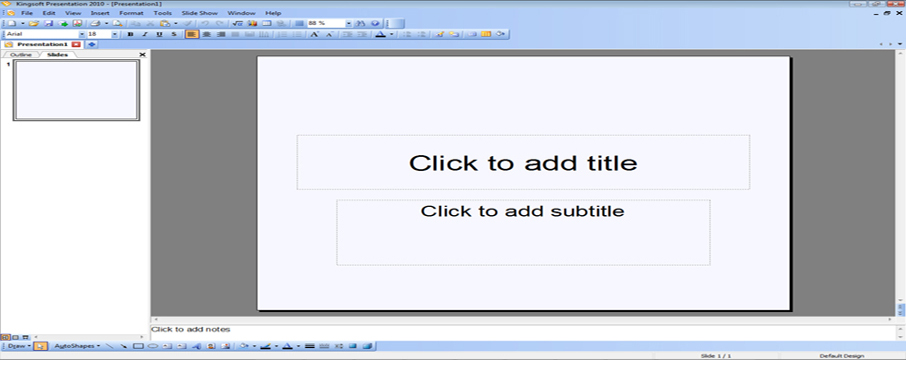 Kingsoft Presentation 2010 - [Presentation1]
File Edit View Insert Format Tools Slide Show Window Help
88 %
Arial 18 B I U S
Presentation1
Outline Slides
1
Click to add title
Click to add subtitle
Click to add notes
Draw AutoShapes
Slide 1 / 1 Default Design